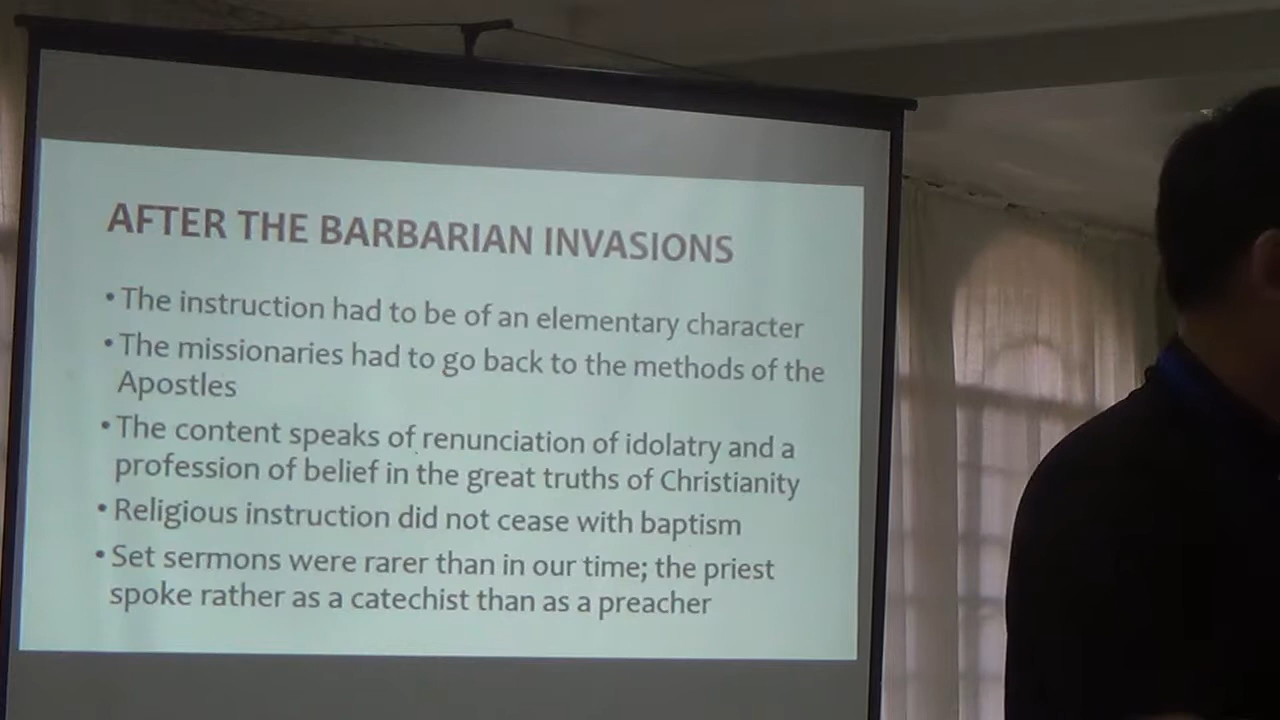 AFTER THE BARBARIAN INVASIONS
• The instruction had to be of an elementary character
• The missionaries had to go back to the methods of the
Apostles
• The content speaks of renunciation of idolatry and a
profession of belief in the great truths of Christianity
• Religious instruction did not cease with baptism
• Set sermons were rarer than in our time; the priest
spoke rather as a catechist than as a preacher